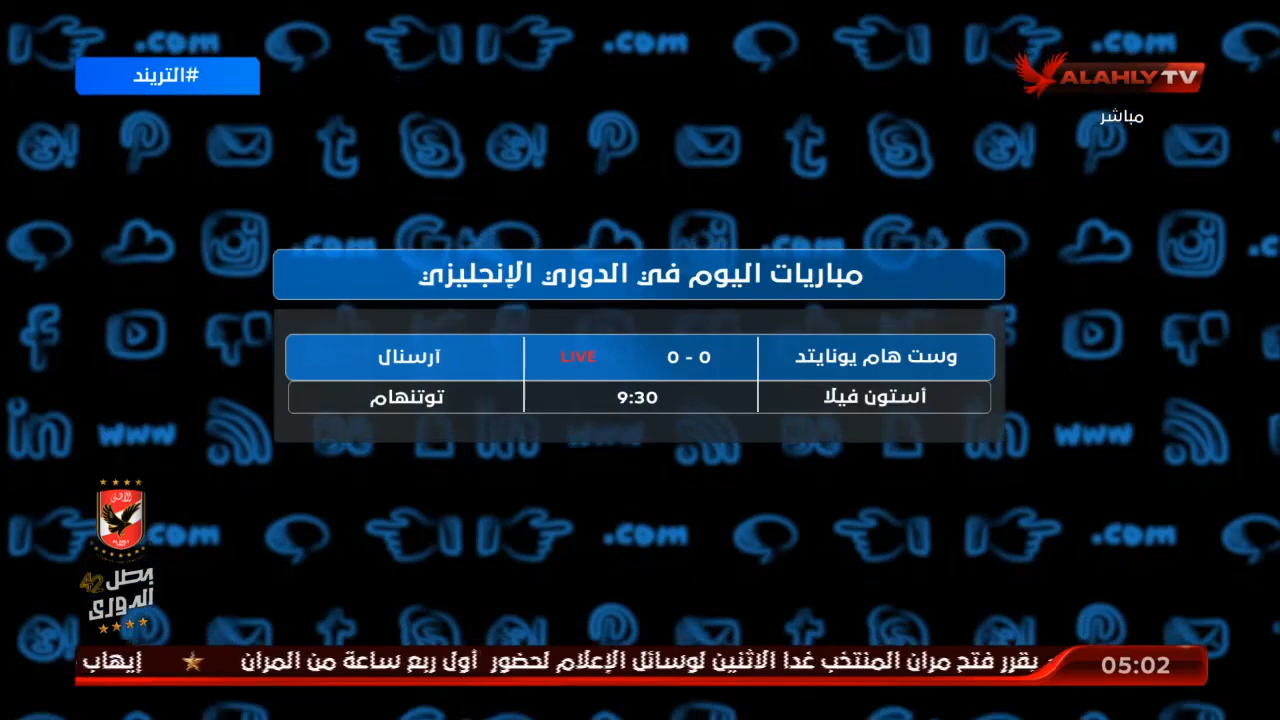 #التريند
ALAHLY TV
مباشر
مباريات اليوم في الدوري الإنجليزي
وست هام يونايتد 0 - 0 LIVE آرسنال
أستون فيلا 9:30 توتنهام
بطل 42
الدوري
يقرر فتح مران المنتخب غدا الاثنين لوسائل الإعلام لحضور أول ربع ساعة من المران ★ إيهاب
05:02